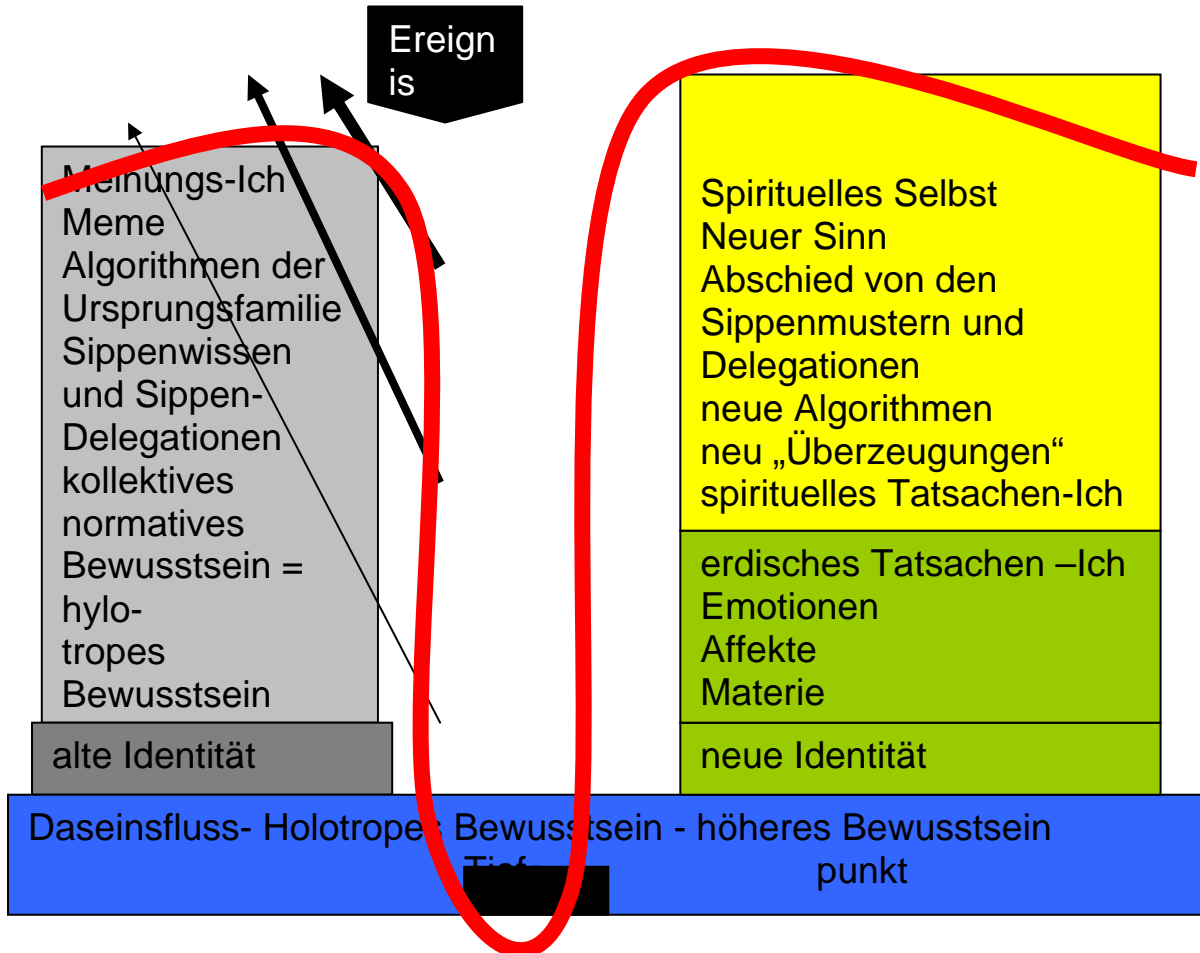 Ereign
is
Meinungs-Ich
Meme
Algorithmen der
Ursprungsfamilie
Sippenwissen
und Sippen-
Delegationen
kollektives
normatives
Bewusstsein =
hylo-
tropes
Bewusstsein
alte Identität
Spirituelles Selbst
Neuer Sinn
Abschied von den
Sippenmustern und
Delegationen
neue Algorithmen
neu „Überzeugungen“
spirituelles Tatsachen-Ich
erdisches Tatsachen –Ich
Emotionen
Affekte
Materie
neue Identität
Daseinsfluss- Holotropes Bewusstsein - höheres Bewusstsein
punkt